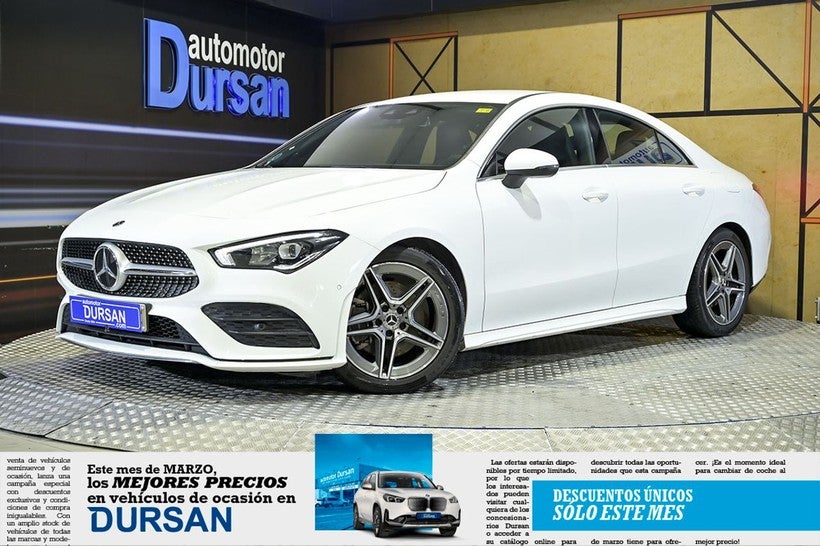 automotor
Dursan
automotor
DURSAN
.com
venta de vehículos
seminuevos y de
ocasión, lanza una
campaña especial
con descuentos
exclusivos y condi-
ciones de compra
inigualables. Con
un amplio stock de
vehículos de todas
las marcas y mode-
Este mes de MARZO,
los MEJORES PRECIOS
en vehículos de ocasión en
DURSAN
automotor Dursan
Las ofertas estarán dispo-
nibles por tiempo limitado,
por lo que
los interesa-
dos pueden
visitar cual-
quiera de los
concesiona-
rios Dursan
o acceder a
su catálogo online para
descubrir todas las oportu-
nidades que esta campaña
cer. ¡Es el momento ideal
para cambiar de coche al
DESCUENTOS ÚNICOS
SÓLO ESTE MES
de marzo tiene para ofre-
mejor precio!